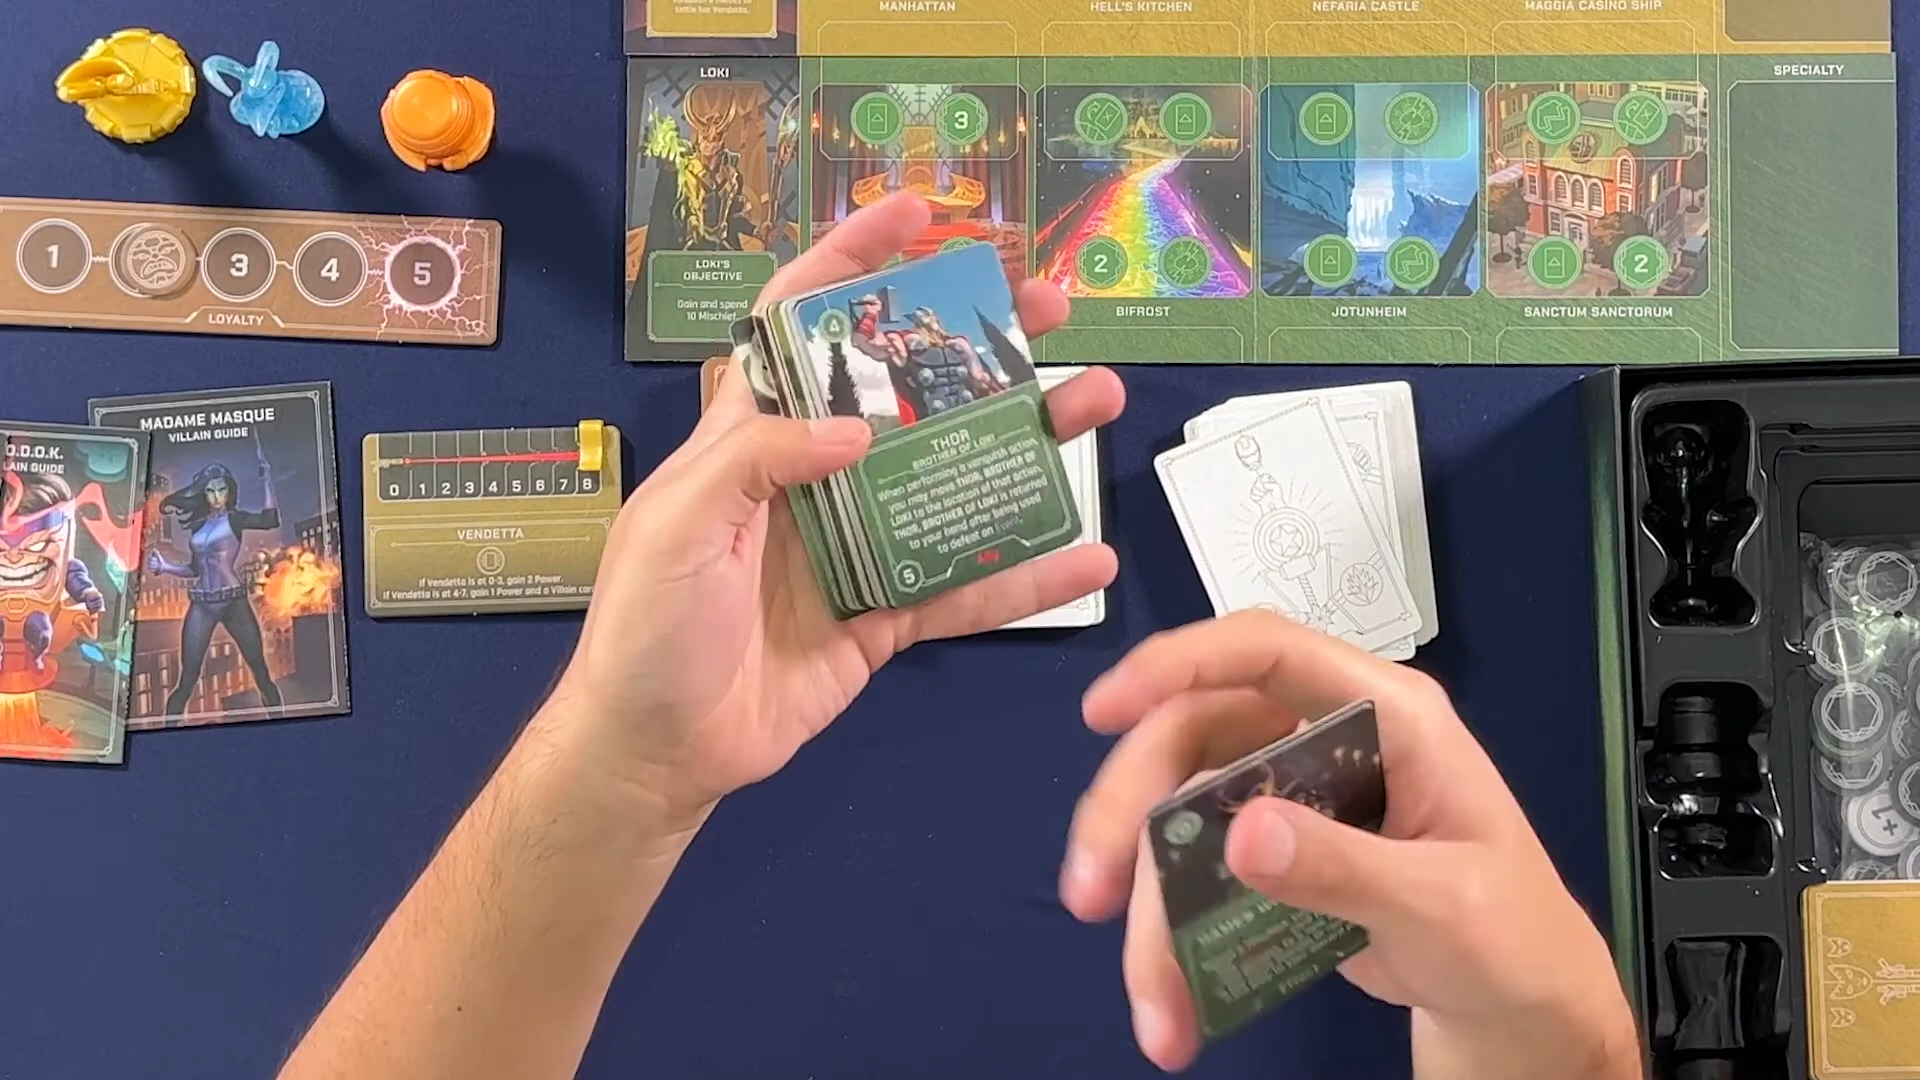 settle her Vendetta.
MANHATTAN
HELL'S KITCHEN
NEFARIA CASTLE
MAGGIA CASINO SHIP
LOKI
SPECIALTY
3
LOKI'S
OBJECTIVE
Gain and spend
10 Mischief.
2
2
BIFROST
JOTUNHEIM
SANCTUM SANCTORUM
1
3
4
5
LOYALTY
O.D.O.K.
LAIN GUIDE
MADAME MASQUE
VILLAIN GUIDE
0 1 2 3 4 5 6 7 8
VENDETTA
If Vendetta is at 0-3, gain 2 Power.
If Vendetta is at 4-7, gain 1 Power and a Villain car
4
THOR
BROTHER OF LOKI
When performing a vanquish action,
you may move THOR, BROTHER OF
LOKI to the location of that action.
THOR, BROTHER OF LOKI is returned
to your hand after being used
to defeat an
Ally
5
+1